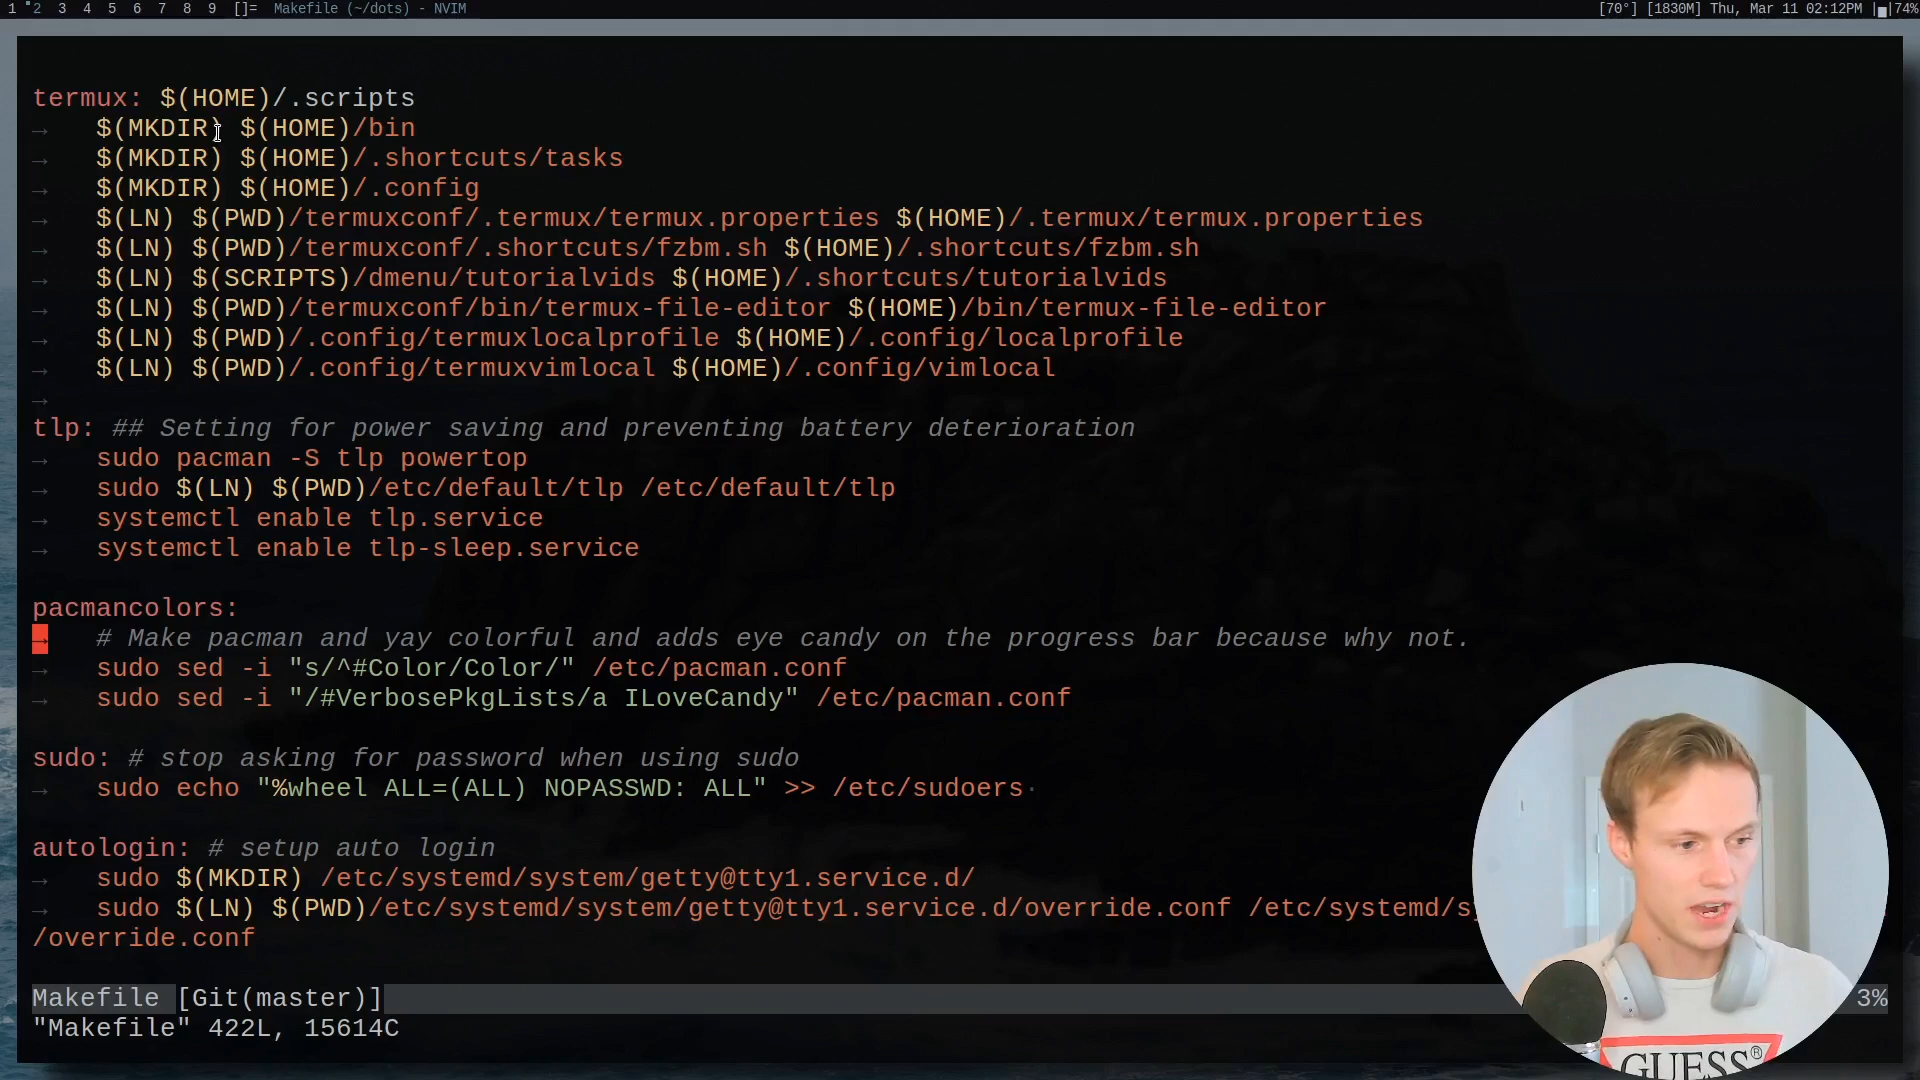 1 2 3 4 5 6 7 8 9 []= Makefile (~/dots) - NVIM [70°] [1830M] Thu, Mar 11 02:12PM 74%
termux: $(HOME)/.scripts
→ $(MKDIR) $(HOME)/bin
→ $(MKDIR) $(HOME)/.shortcuts/tasks
→ $(MKDIR) $(HOME)/.config
→ $(LN) $(PWD)/termuxconf/.termux/termux.properties $(HOME)/.termux/termux.properties
→ $(LN) $(PWD)/termuxconf/.shortcuts/fzbm.sh $(HOME)/.shortcuts/fzbm.sh
→ $(LN) $(SCRIPTS)/dmenu/tutorialvids $(HOME)/.shortcuts/tutorialvids
→ $(LN) $(PWD)/termuxconf/bin/termux-file-editor $(HOME)/bin/termux-file-editor
→ $(LN) $(PWD)/.config/termuxlocalprofile $(HOME)/.config/localprofile
→ $(LN) $(PWD)/.config/termuxvimlocal $(HOME)/.config/vimlocal
→
tlp: ## Setting for power saving and preventing battery deterioration
→ sudo pacman -S tlp powertop
→ sudo $(LN) $(PWD)/etc/default/tlp /etc/default/tlp
→ systemctl enable tlp.service
→ systemctl enable tlp-sleep.service
pacmancolors:
→ # Make pacman and yay colorful and adds eye candy on the progress bar because why not.
→ sudo sed -i "s/^#Color/Color/" /etc/pacman.conf
→ sudo sed -i "/#VerbosePkgLists/a ILoveCandy" /etc/pacman.conf
sudo: # stop asking for password when using sudo
→ sudo echo "%wheel ALL=(ALL) NOPASSWD: ALL" >> /etc/sudoers·
autologin: # setup auto login
→ sudo $(MKDIR) /etc/systemd/system/getty@tty1.service.d/
→ sudo $(LN) $(PWD)/etc/systemd/system/getty@tty1.service.d/override.conf /etc/systemd/s
/override.conf
Makefile [Git(master)] 3%
"Makefile" 422L, 15614C
GUESS®